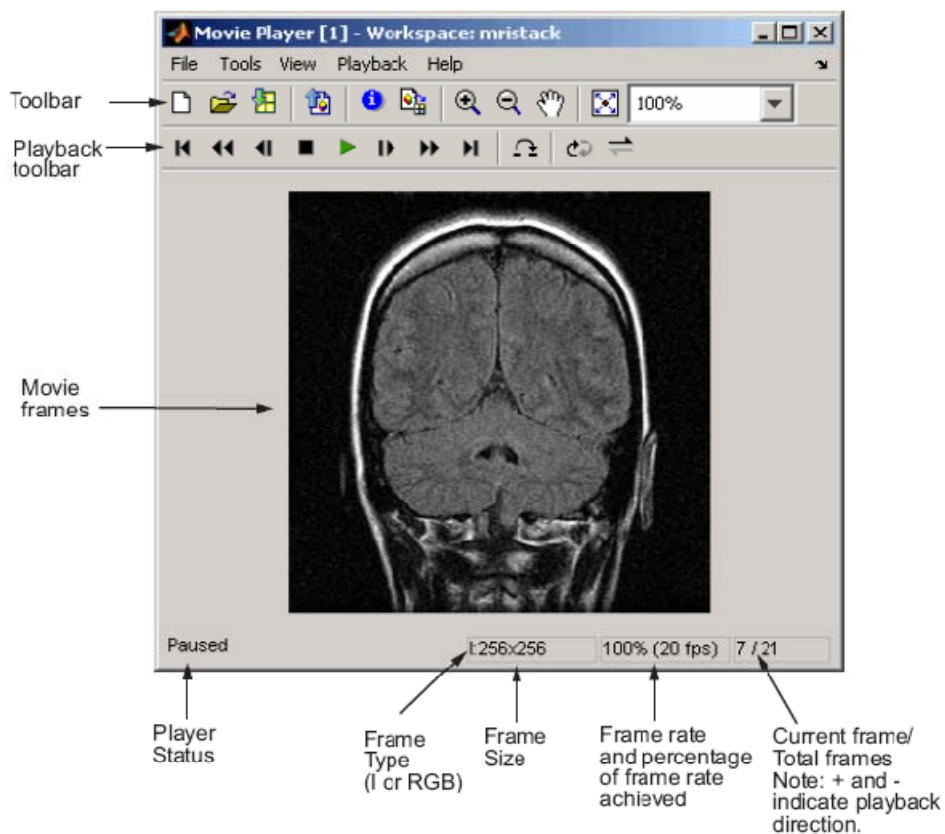 Movie Player [1] - Workspace: mristack
File Tools View Playback Help
Toolbar
100%
Playback
toolbar
Movie
frames
Paused
I:256x256
100% (20 fps)
7 / 21
Player
Status
Frame
Type
(I or RGB)
Frame
Size
Frame rate
and percentage
of frame rate
achieved
Current frame/
Total frames
Note: + and -
indicate playback
direction.